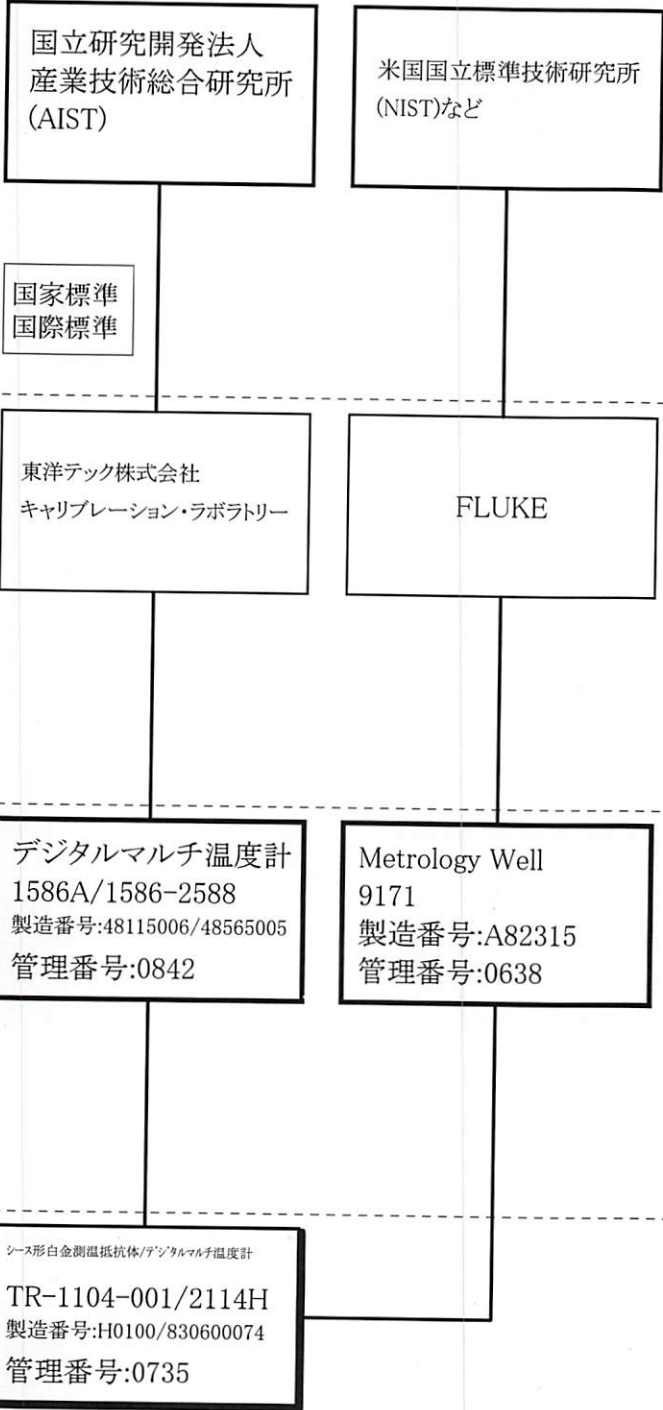 国立研究開発法人
産業技術総合研究所
(AIST)
米国国立標準技術研究所
(NIST)など
国家標準
国際標準
東洋テック株式会社
キャリブレーション・ラボラトリー
FLUKE
デジタルマルチ温度計
1586A/1586-2588
製造番号:48115006/48565005
管理番号:0842
Metrology Well
9171
製造番号:A82315
管理番号:0638
シース形白金測温抵抗体/デジタルマルチ温度計
TR-1104-001/2114H
製造番号:H0100/830600074
管理番号:0735